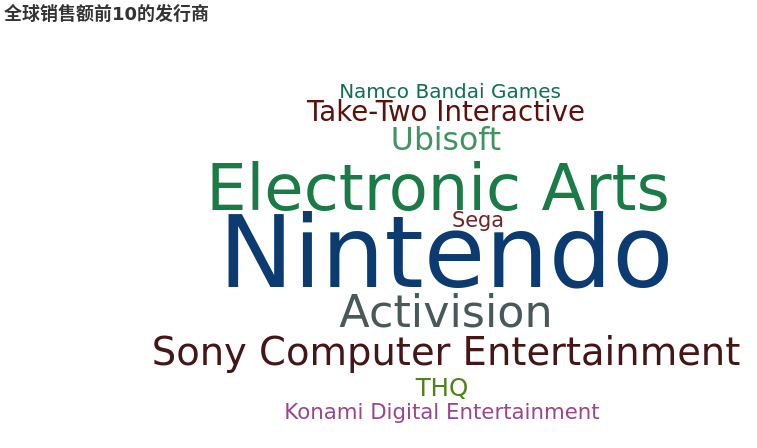 全球销售额前10的发行商
Namco Bandai Games
Take-Two Interactive
Ubisoft
Electronic Arts
Sega
Nintendo
Activision
Sony Computer Entertainment
THQ
Konami Digital Entertainment